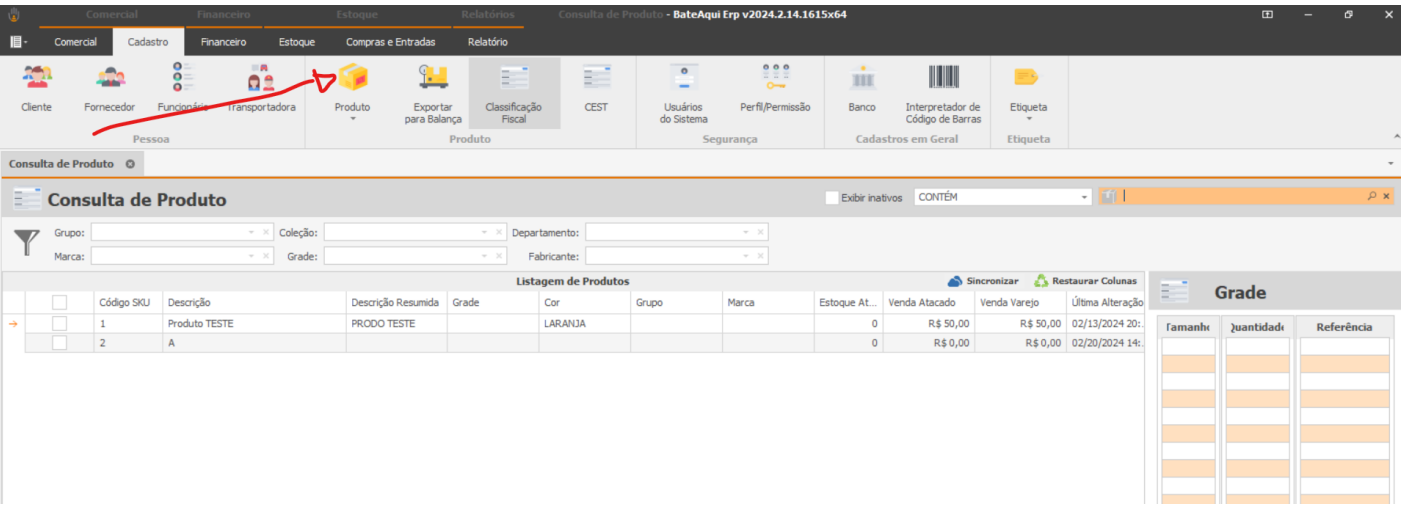 Comercial Financeiro Estoque Relatórios Consulta de Produto - BateAqui Erp v2024.2.14.1615x64
Comercial Cadastro Financeiro Estoque Compras e Entradas Relatório
Cliente Fornecedor Funcionário Transportadora Produto Exportar para Balança Classificação Fiscal CEST Usuários do Sistema Perfil/Permissão Banco Interpretador de Código de Barras Etiqueta
Pessoa Produto Segurança Cadastros em Geral Etiqueta
Consulta de Produto
Consulta de Produto Exibir inativos CONTÉM
Grupo: Coleção: Departamento:
Marca: Grade: Fabricante:
Listagem de Produtos Sincronizar Restaurar Colunas
Grade
Código SKU Descrição Descrição Resumida Grade Cor Grupo Marca Estoque At... Venda Atacado Venda Varejo Última Alteração
1 Produto TESTE PRODO TESTE LARANJA 0 R$ 50,00 R$ 50,00 02/13/2024 20:.
2 A 0 R$ 0,00 R$ 0,00 02/20/2024 14:.
Tamanho Quantidade Referência